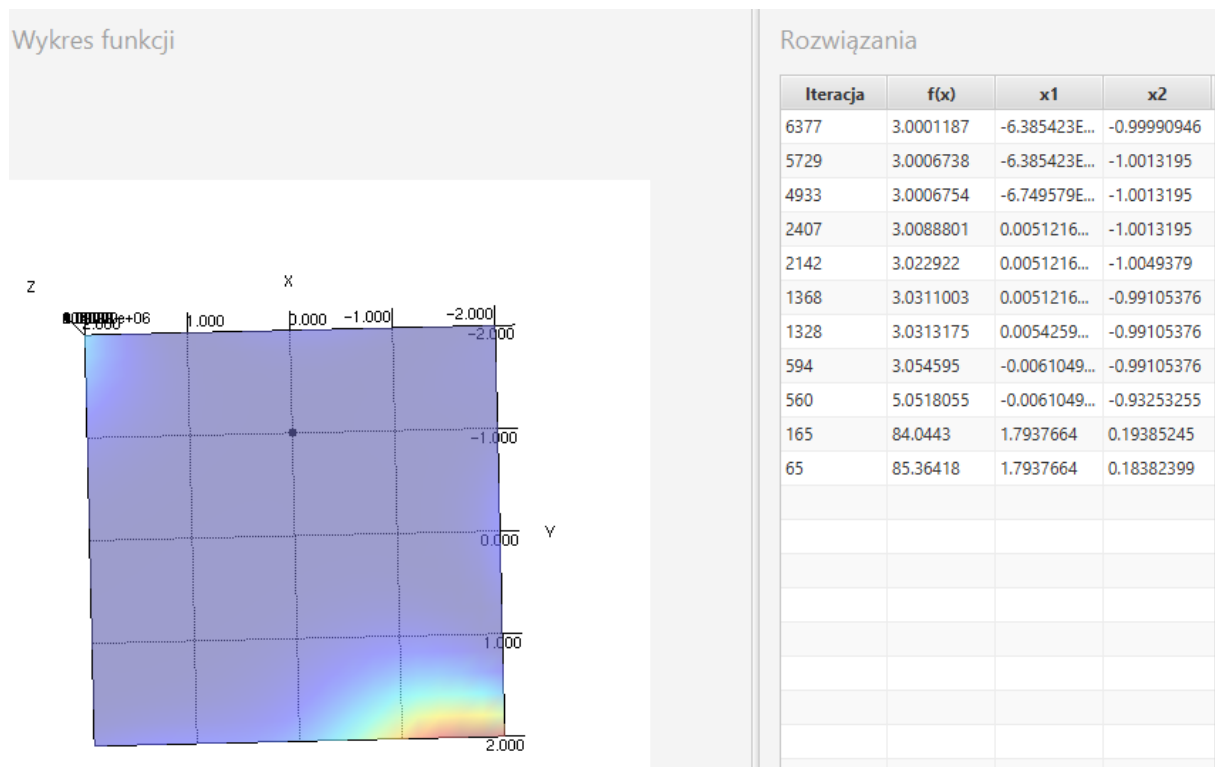 Wykres funkcji
Z
X
2.000
1.000
0.000
-1.000
-2.000
-2.000
-1.000
0.000
Y
1.000
2.000
Rozwiązania
Iteracja f(x) x1 x2
6377 3.0001187 -6.385423E... -0.99990946
5729 3.0006738 -6.385423E... -1.0013195
4933 3.0006754 -6.749579E... -1.0013195
2407 3.0088801 0.0051216... -1.0013195
2142 3.022922 0.0051216... -1.0049379
1368 3.0311003 0.0051216... -0.99105376
1328 3.0313175 0.0054259... -0.99105376
594 3.054595 -0.0061049... -0.99105376
560 5.0518055 -0.0061049... -0.93253255
165 84.0443 1.7937664 0.19385245
65 85.36418 1.7937664 0.18382399